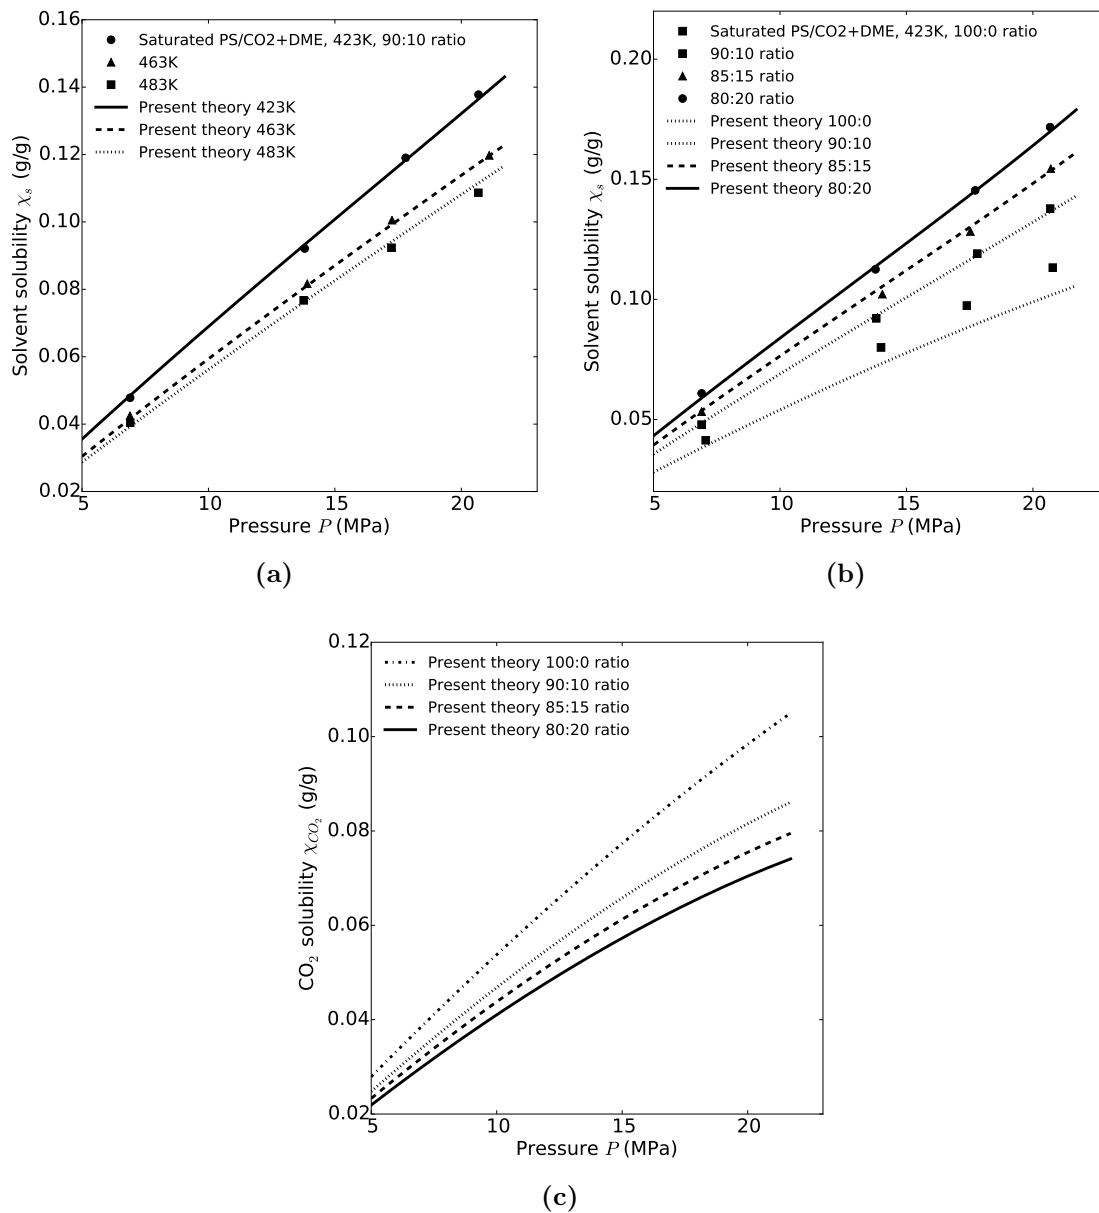 0.16
0.14
0.12
0.10
0.08
0.06
0.04
0.02
Solvent solubility χₛ (g/g)
Saturated PS/CO2+DME, 423K, 90:10 ratio
463K
483K
Present theory 423K
Present theory 463K
Present theory 483K
5 10 15 20
Pressure P (MPa)
(a)
0.20
0.15
0.10
0.05
Solvent solubility χₛ (g/g)
Saturated PS/CO2+DME, 423K, 100:0 ratio
90:10 ratio
85:15 ratio
80:20 ratio
Present theory 100:0
Present theory 90:10
Present theory 85:15
Present theory 80:20
5 10 15 20
Pressure P (MPa)
(b)
0.12
0.10
0.08
0.06
0.04
0.02
CO₂ solubility χ_CO₂ (g/g)
Present theory 100:0 ratio
Present theory 90:10 ratio
Present theory 85:15 ratio
Present theory 80:20 ratio
5 10 15 20
Pressure P (MPa)
(c)